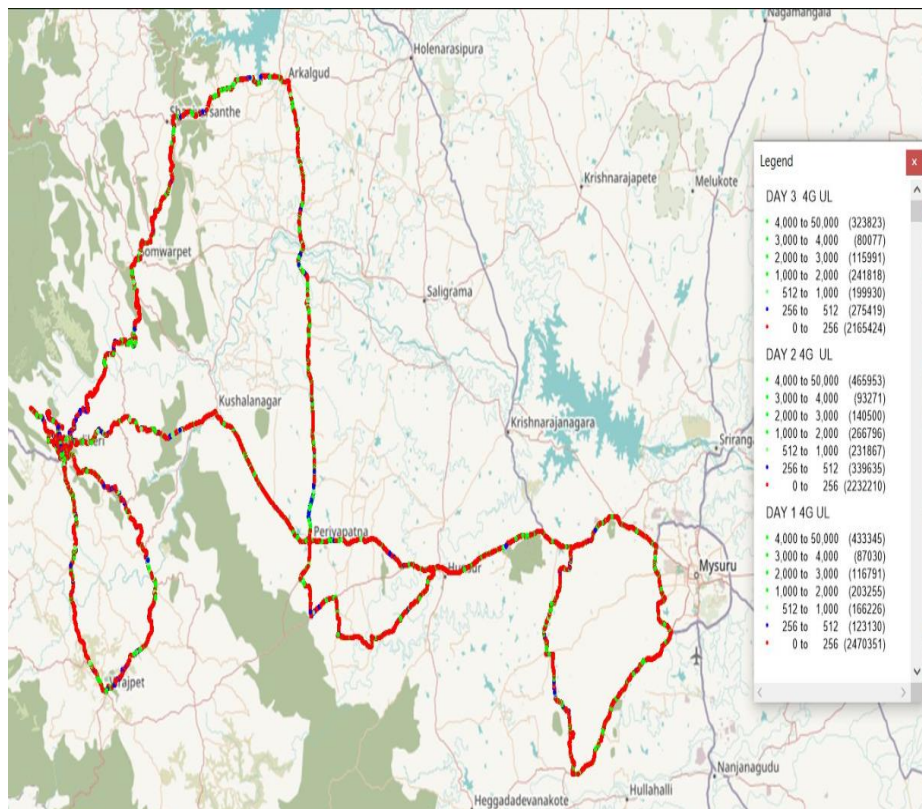 Nagamangala
Holenarasipura
Arkalgud
Krishnarajapete
Melukote
Somwarpet
Saligrama
Kushalanagar
Krishnarajanagara
Periyapatna
Mysuru
Virajpet
Nanjanagudu
Hullahalli
Heggadadevanakote
Legend
x
DAY 3 4G UL
4,000 to 50,000 (323823)
3,000 to 4,000 (80077)
2,000 to 3,000 (115991)
1,000 to 2,000 (241818)
512 to 1,000 (199930)
256 to 512 (275419)
0 to 256 (2165424)
DAY 2 4G UL
4,000 to 50,000 (465953)
3,000 to 4,000 (93271)
2,000 to 3,000 (140500)
1,000 to 2,000 (266796)
512 to 1,000 (231867)
256 to 512 (339635)
0 to 256 (2232210)
DAY 1 4G UL
4,000 to 50,000 (433345)
3,000 to 4,000 (87030)
2,000 to 3,000 (116791)
1,000 to 2,000 (203255)
512 to 1,000 (166226)
256 to 512 (123130)
0 to 256 (2470351)